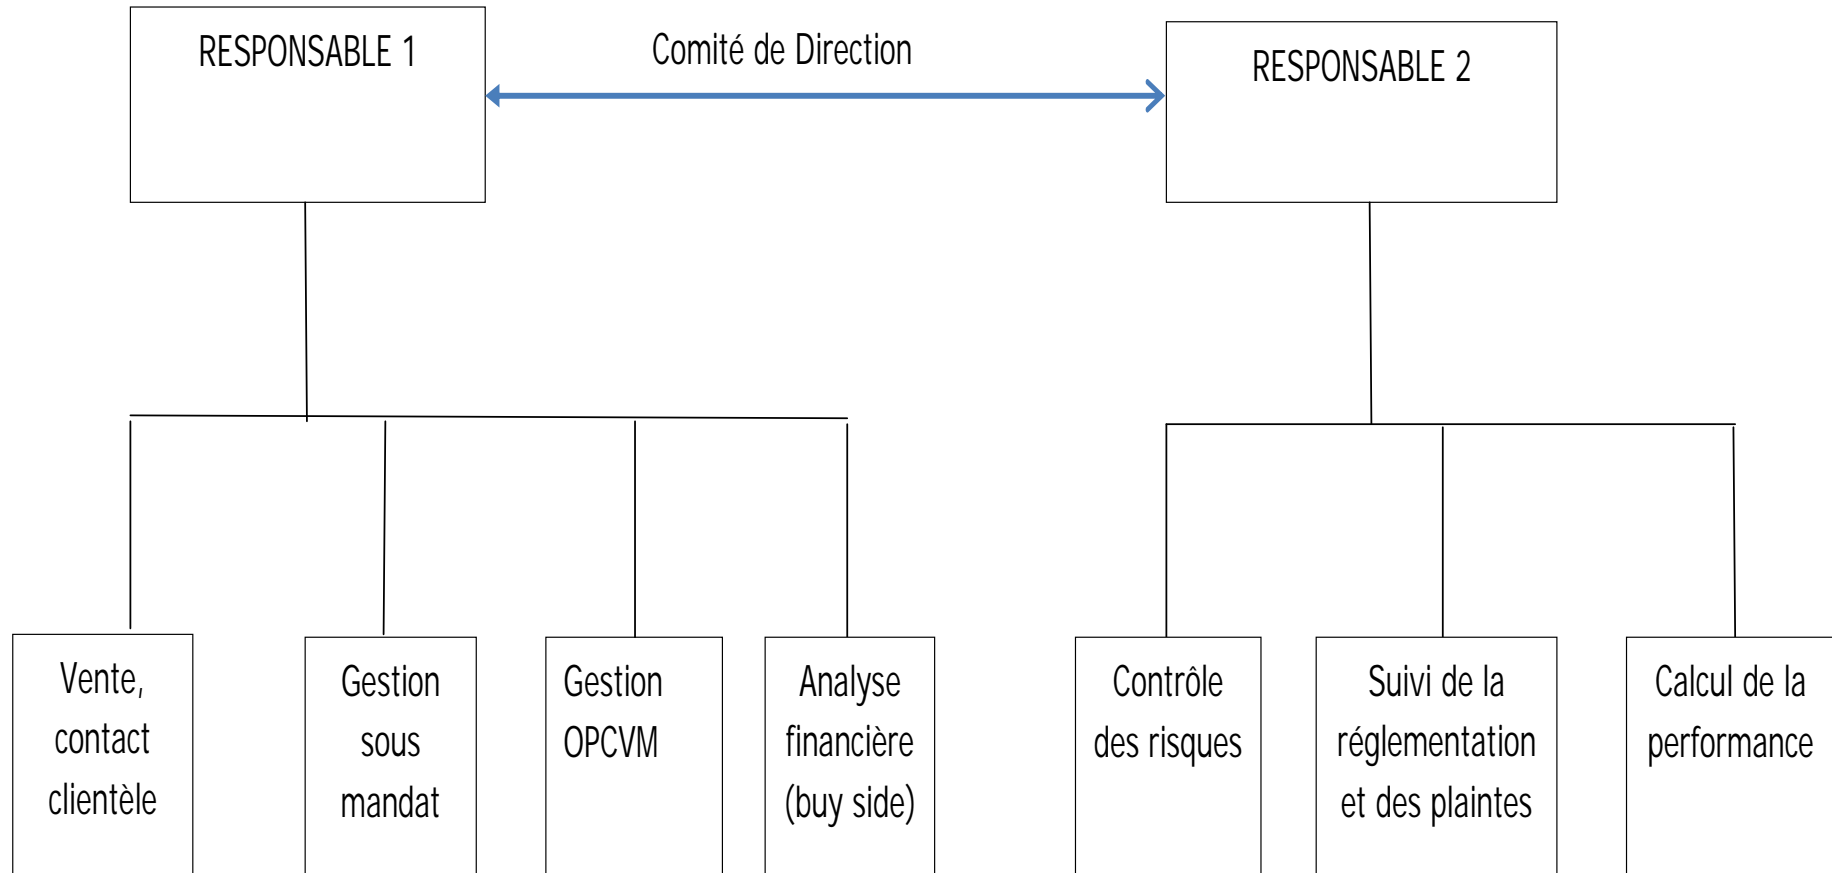 RESPONSABLE 1
Comité de Direction
RESPONSABLE 2
Vente,
contact
clientèle
Gestion
sous
mandat
Gestion
OPCVM
Analyse
financière
(buy side)
Contrôle
des risques
Suivi de la
réglementation
et des plaintes
Calcul de la
performance